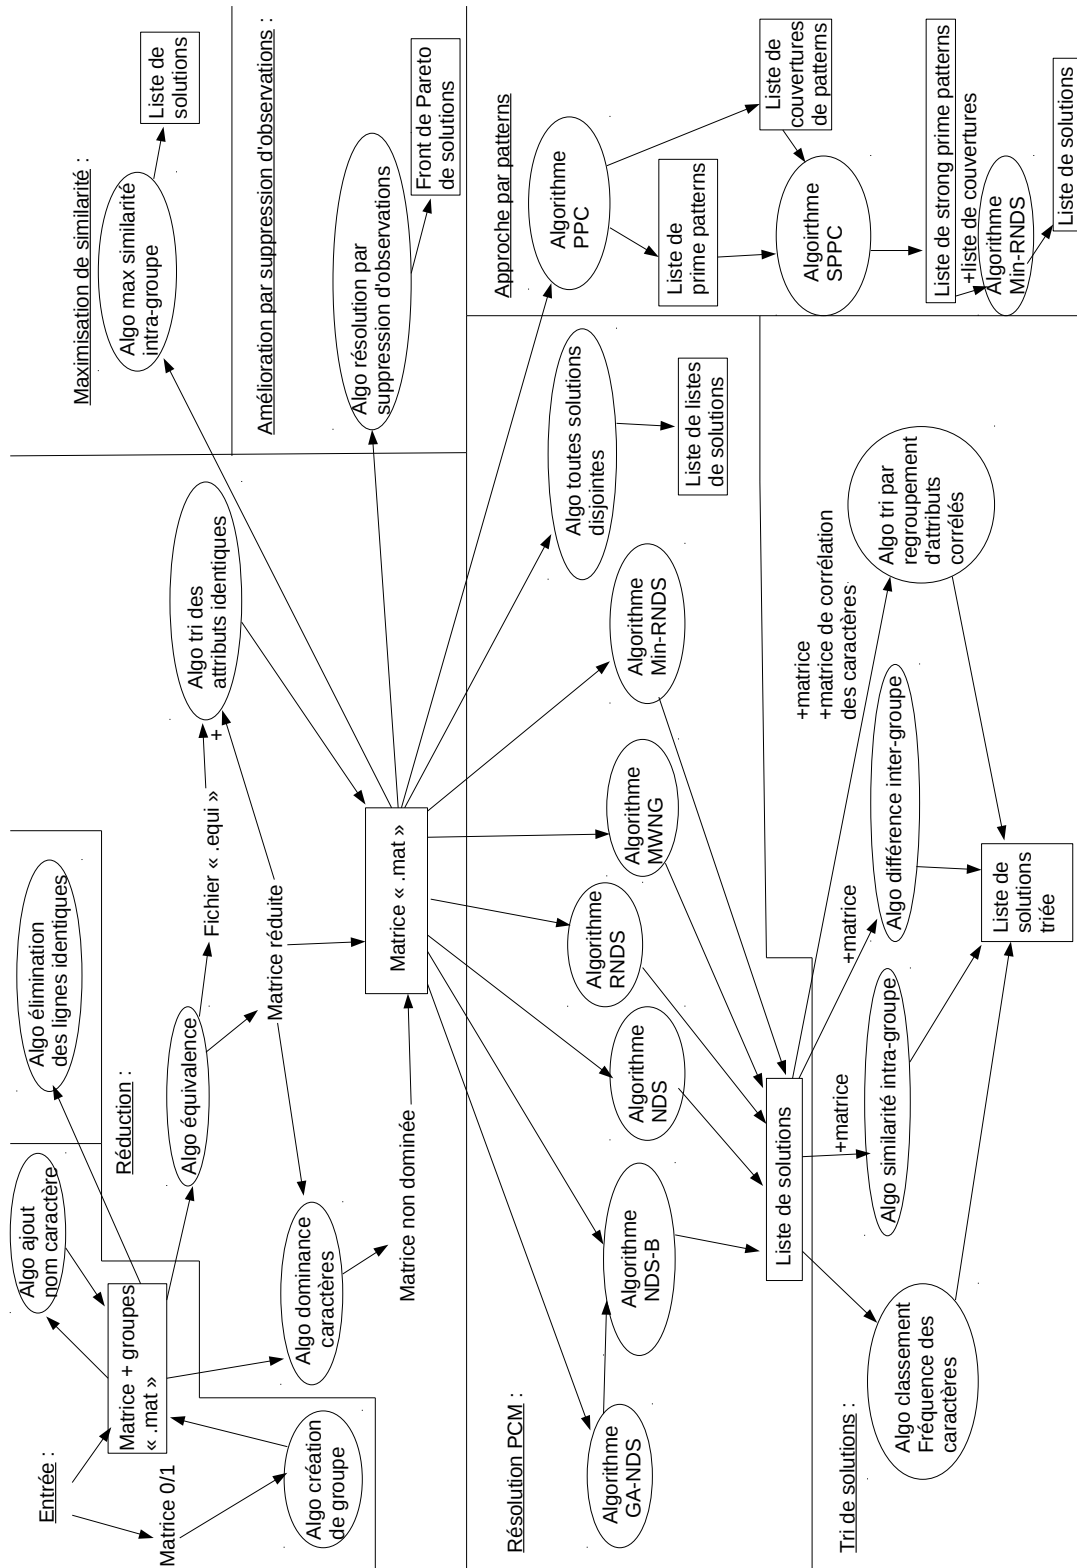 Entrée :
Matrice 0/1
Algo création
de groupe
Matrice + groupes
« .mat »
Algo ajout
nom caractère
Algo élimination
des lignes identiques
Réduction :
Algo équivalence
Fichier « .equi »
+
Matrice réduite
Algo dominance
caractères
Matrice non dominée
Algo tri des
attributs identiques
Matrice « .mat »
Maximisation de similarité :
Algo max similarité
intra-groupe
Liste de
solutions
Amélioration par suppression d'observations :
Algo résolution par
suppression d'observations
Front de Pareto
de solutions
Résolution PCM :
Algorithme
GA-NDS
Algorithme
NDS-B
Algorithme
NDS
Algorithme
RNDS
Algorithme
MWNG
Algorithme
Min-RNDS
Algo toutes solutions
disjointes
Liste de listes
de solutions
Liste de solutions
Approche par patterns
Algorithme
PPC
Liste de
prime patterns
Liste de
couvertures
de patterns
Algoirthme
SPPC
Liste de strong prime patterns
+liste de couvertures
Algorithme
Min-RNDS
Liste de solutions
Tri de solutions :
Algo classement
Fréquence des
caractères
+matrice
Algo similarité intra-groupe
+matrice
Algo différence inter-groupe
+matrice
+matrice de corrélation
des caractères
Algo tri par
regroupement
d'attributs
corrélés
Liste de
solutions
triée